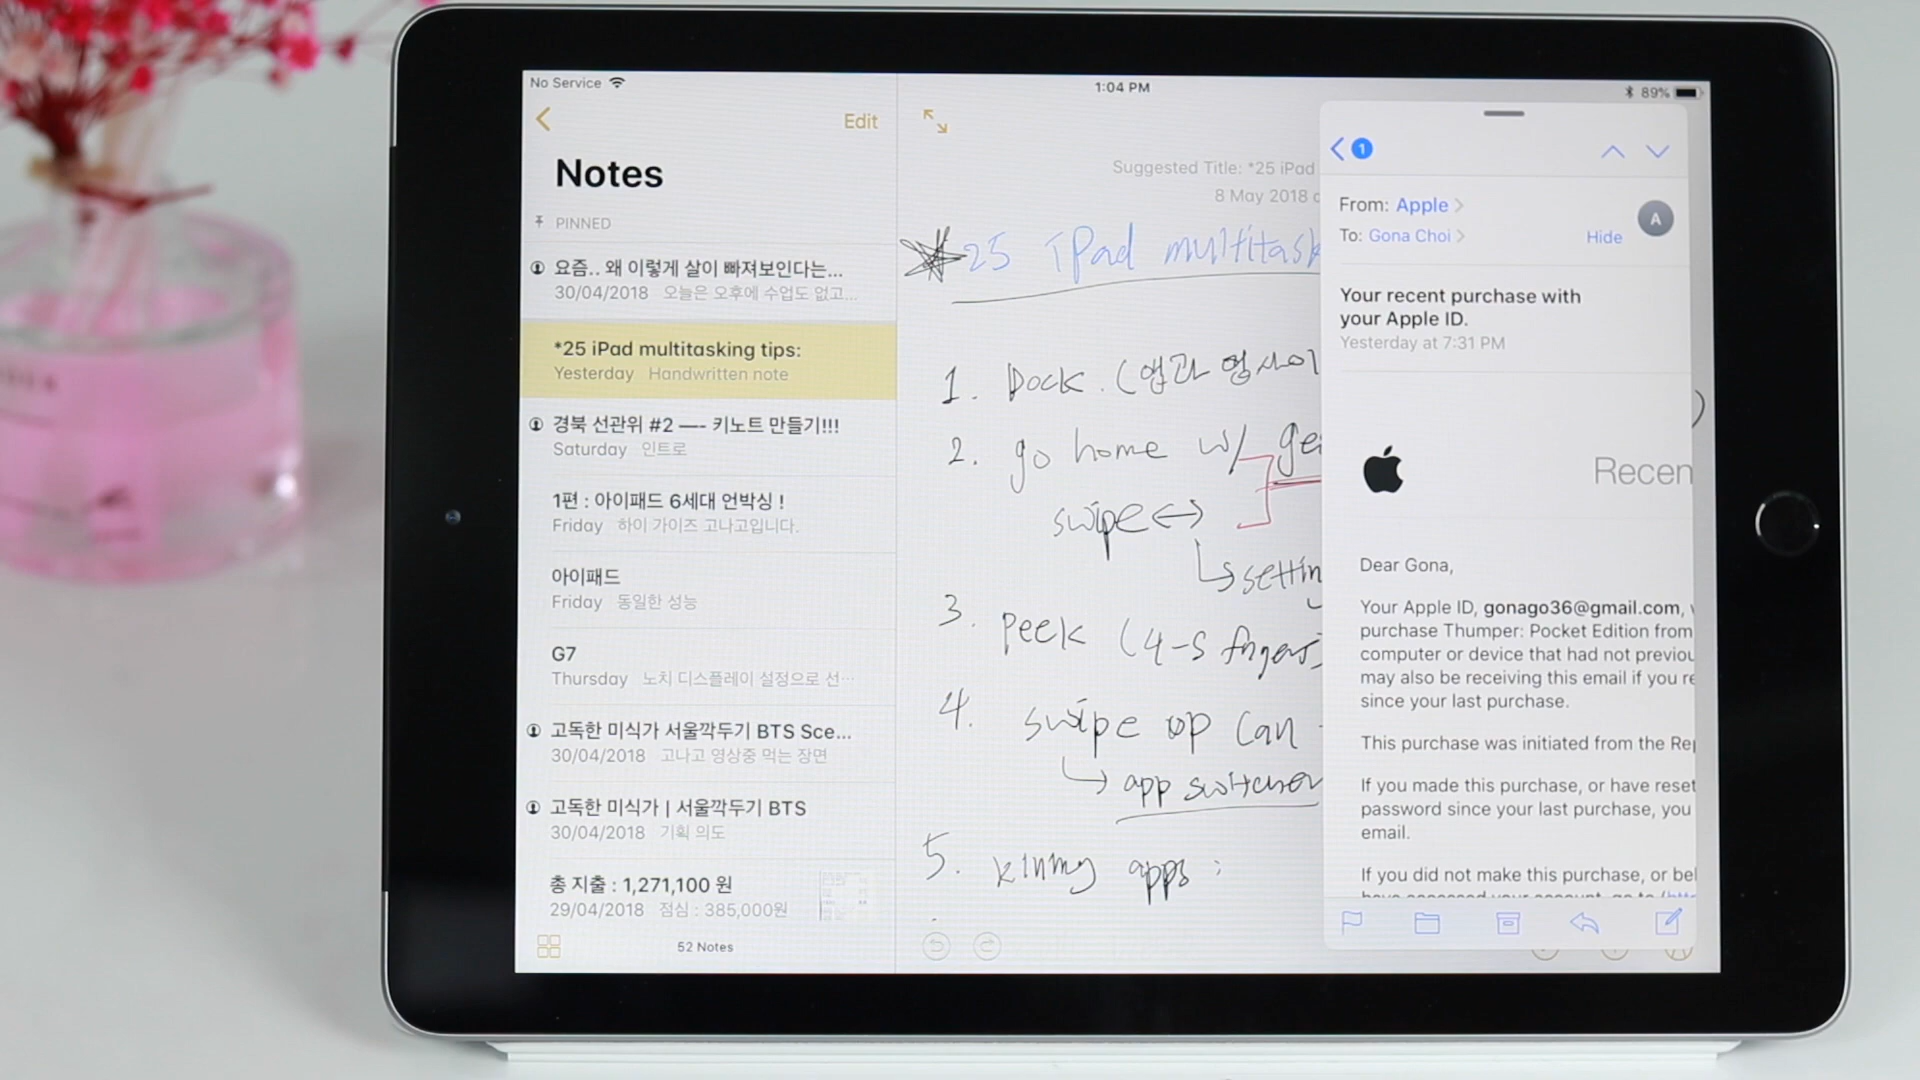 No Service
1:04 PM
89%
Edit
Notes
PINNED
요즘.. 왜 이렇게 살이 빠져보인다는...
30/04/2018 오늘은 오후에 수업도 없고...
*25 iPad multitasking tips:
Yesterday Handwritten note
경북 선관위 #2 —- 키노트 만들기!!!
Saturday 인트로
1편 : 아이패드 6세대 언박싱 !
Friday 하이 가이즈 고나고입니다.
아이패드
Friday 동일한 성능
G7
Thursday 노치 디스플레이 설정으로 선...
고독한 미식가 서울깍두기 BTS Sce...
30/04/2018 고나고 영상중 먹는 장면
고독한 미식가 | 서울깍두기 BTS
30/04/2018 기획 의도
총 지출 : 1,271,100 원
29/04/2018 점심 : 385,000원
52 Notes
Suggested Title: *25 iPad
8 May 2018
25 iPad multitask
1. Dock. (앱과 앱사이
2. go home w/ ge
swipe ↔
↳ settin
3. Peek (4-5 fingers)
4. swipe up can
↳ app switcher
5. kinmy apps :
1
From: Apple
A
To: Gona Choi
Hide
Your recent purchase with
your Apple ID.
Yesterday at 7:31 PM
Recen
Dear Gona,
Your Apple ID, gonago36@gmail.com,
purchase Thumper: Pocket Edition from
computer or device that had not previou
may also be receiving this email if you re
since your last purchase.
This purchase was initiated from the Rep
If you made this purchase, or have reset
password since your last purchase, you
email.
If you did not make this purchase, or bel